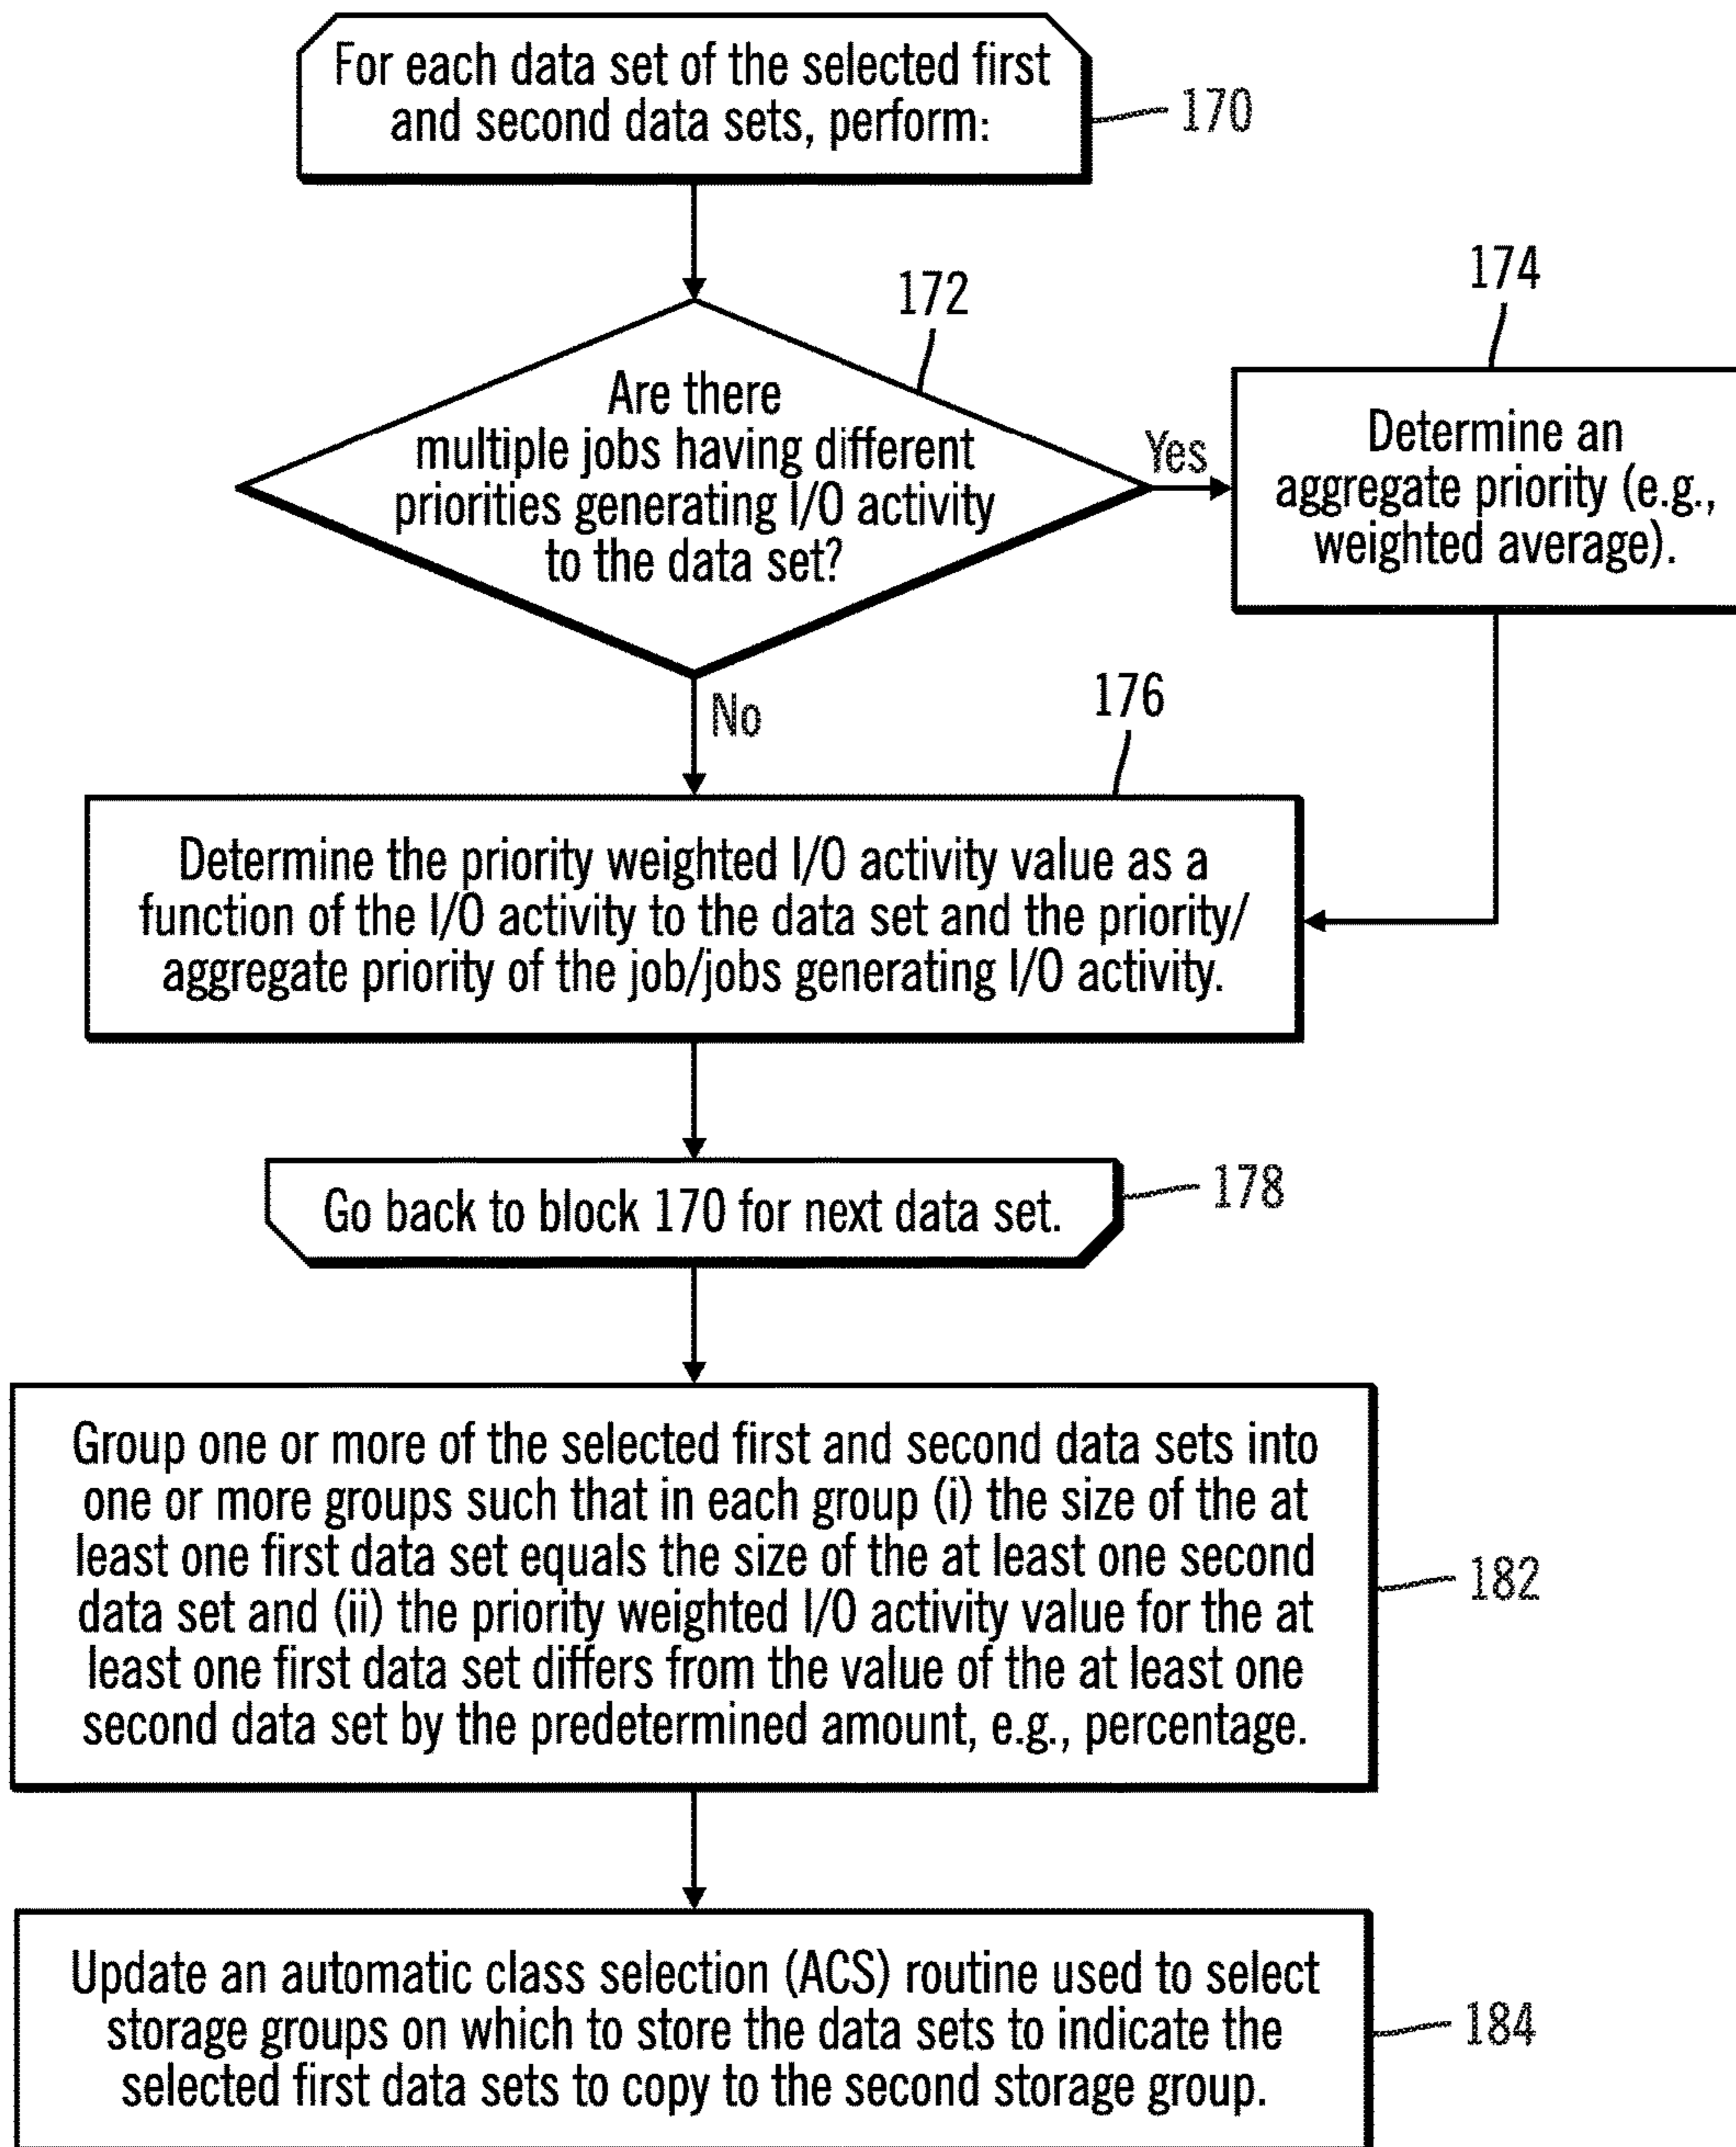 For each data set of the selected first
and second data sets, perform:
170
172
Are there
multiple jobs having different
priorities generating I/O activity
to the data set?
Yes
174
Determine an
aggregate priority (e.g.,
weighted average).
No
176
Determine the priority weighted I/O activity value as a
function of the I/O activity to the data set and the priority/
aggregate priority of the job/jobs generating I/O activity.
Go back to block 170 for next data set.
178
Group one or more of the selected first and second data sets into
one or more groups such that in each group (i) the size of the at
least one first data set equals the size of the at least one second
data set and (ii) the priority weighted I/O activity value for the at
least one first data set differs from the value of the at least one
second data set by the predetermined amount, e.g., percentage.
182
Update an automatic class selection (ACS) routine used to select
storage groups on which to store the data sets to indicate the
selected first data sets to copy to the second storage group.
184